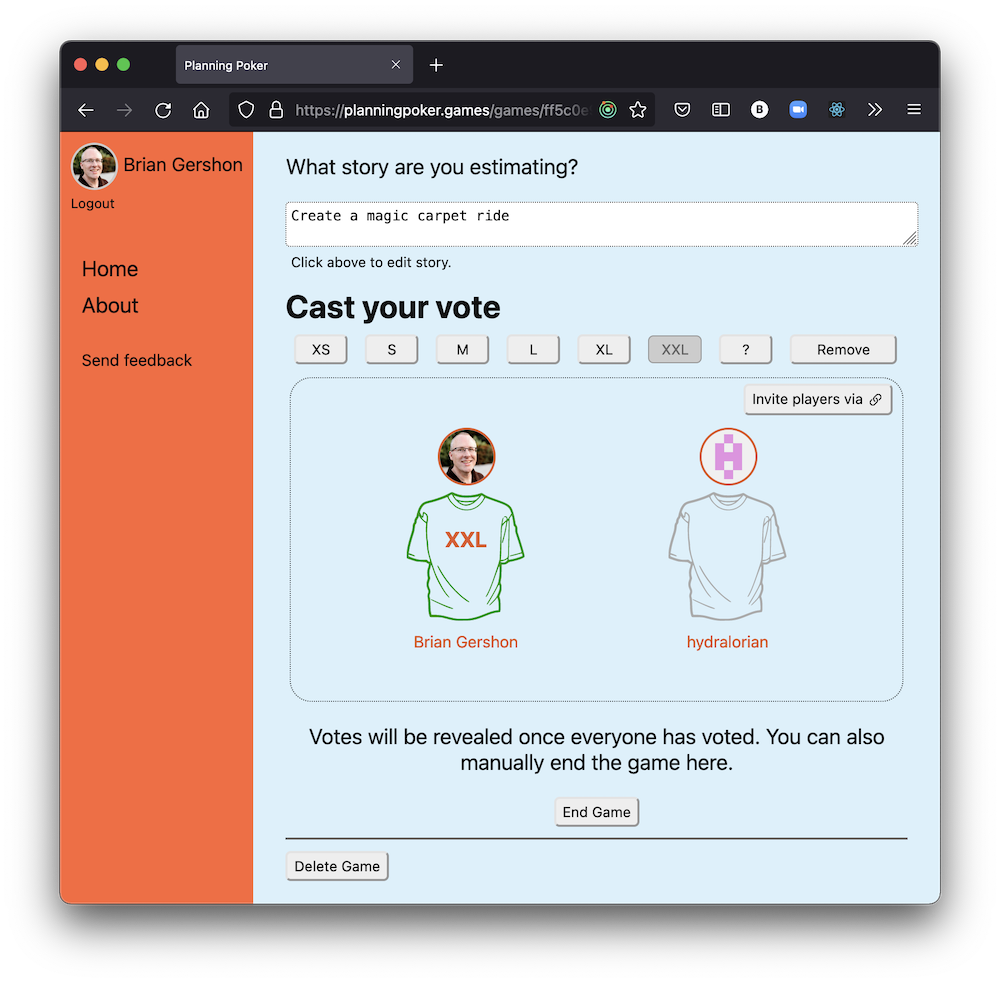 Planning Poker
https://planningpoker.games/games/ff5c0e
B
Brian Gershon
Logout
Home
About
Send feedback
What story are you estimating?
Create a magic carpet ride
Click above to edit story.
Cast your vote
XS S M L XL XXL ? Remove
Invite players via
XXL
Brian Gershon hydralorian
Votes will be revealed once everyone has voted. You can also
manually end the game here.
End Game
Delete Game